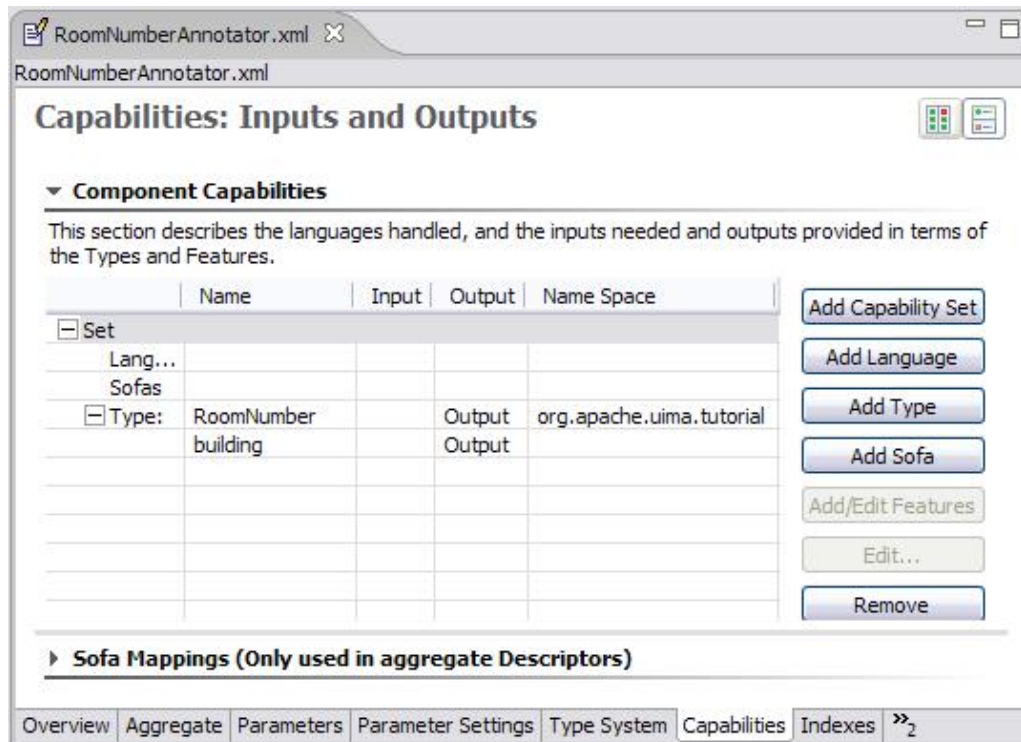 RoomNumberAnnotator.xml
RoomNumberAnnotator.xml
Capabilities: Inputs and Outputs
Component Capabilities
This section describes the languages handled, and the inputs needed and outputs provided in terms of
the Types and Features.
Name Input Output Name Space
Set
Lang...
Sofas
Type: RoomNumber Output org.apache.uima.tutorial
building Output
Add Capability Set
Add Language
Add Type
Add Sofa
Add/Edit Features
Edit...
Remove
Sofa Mappings (Only used in aggregate Descriptors)
Overview Aggregate Parameters Parameter Settings Type System Capabilities Indexes »2